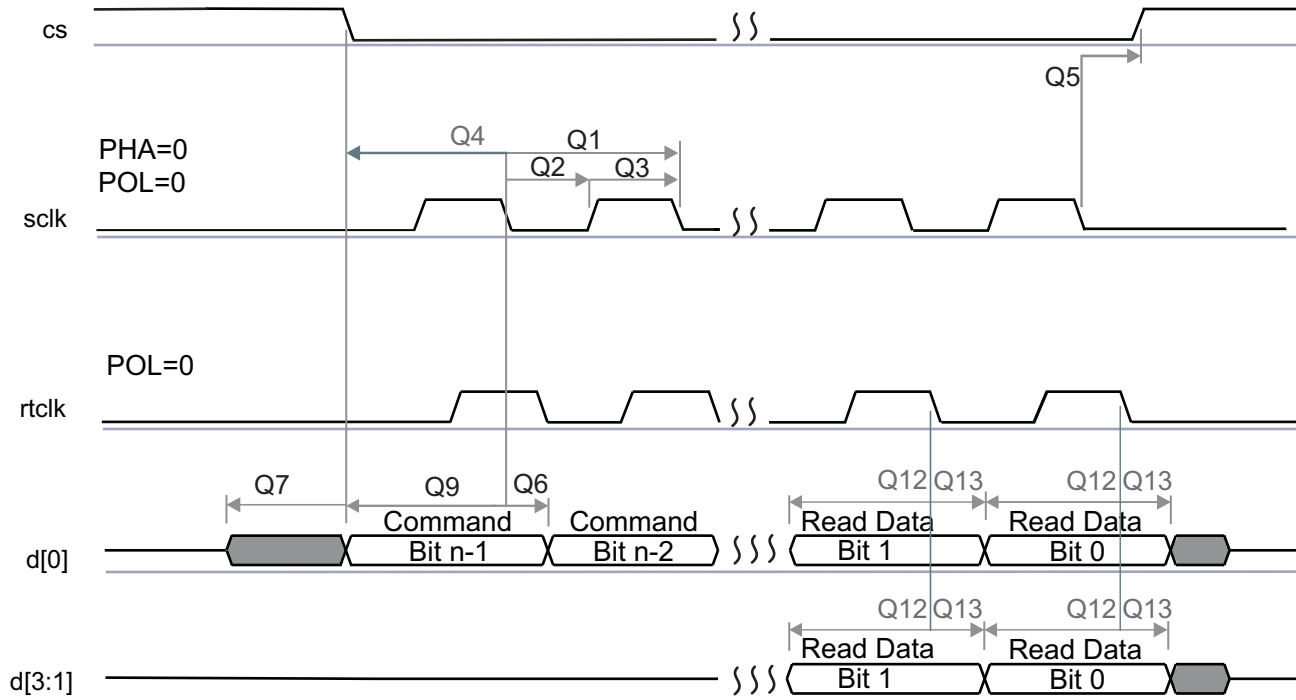 cs
Q5
Q4 Q1
PHA=0
Q2 Q3
POL=0
sclk
POL=0
rtclk
Q7 Q9 Q6 Q12 Q13 Q12 Q13
Command Command Read Data Read Data
d[0] Bit n-1 Bit n-2 Bit 1 Bit 0
Q12 Q13 Q12 Q13
Read Data Read Data
d[3:1] Bit 1 Bit 0